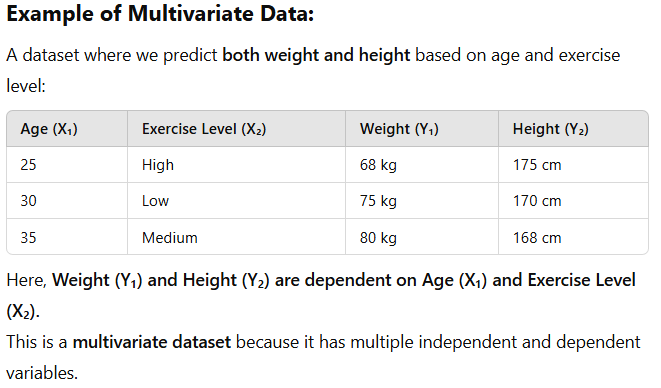 Example of Multivariate Data:
A dataset where we predict both weight and height based on age and exercise
level:
Age (X₁) Exercise Level (X₂) Weight (Y₁) Height (Y₂)
25 High 68 kg 175 cm
30 Low 75 kg 170 cm
35 Medium 80 kg 168 cm
Here, Weight (Y₁) and Height (Y₂) are dependent on Age (X₁) and Exercise Level
(X₂).
This is a multivariate dataset because it has multiple independent and dependent
variables.